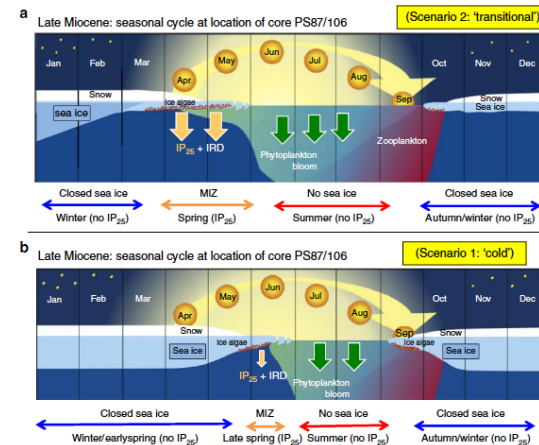 a
Late Miocene: seasonal cycle at location of core PS87/106
(Scenario 2: 'transitional')
Jan Feb Mar Apr May Jun Jul Aug Sep Oct Nov Dec
Snow
sea ice
Ice algae
Snow
Sea ice
IP25 + IRD
Phytoplankton
bloom
Zooplankton
Closed sea ice MIZ No sea ice Closed sea ice
Winter (no IP25) Spring (IP25) Summer (no IP25) Autumn/winter (no IP25)
b
Late Miocene: seasonal cycle at location of core PS87/106
(Scenario 1: 'cold')
Jan Feb Mar Apr May Jun Jul Aug Sep Oct Nov Dec
Snow
Sea ice
Ice algae
Snow
Ice algae
Sea ice
IP25 + IRD
Phytoplankton
bloom
Closed sea ice MIZ No sea ice Closed sea ice
Winter/earlyspring (no IP25) Late spring (IP25) Summer (no IP25) Autumn/winter (no IP25)